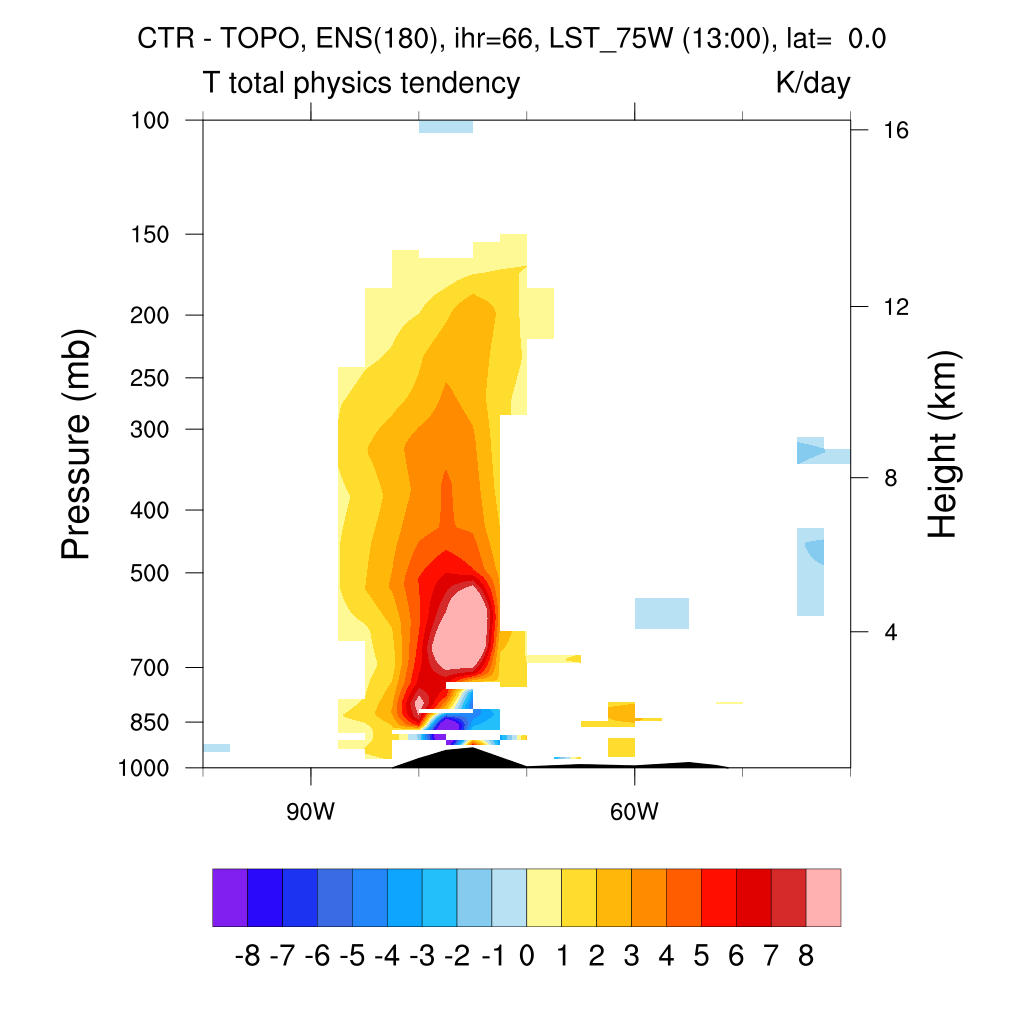 CTR - TOPO, ENS(180), ihr=66, LST_75W (13:00), lat=  0.0
T total physics tendency K/day
100
150
200
250
300
400
500
700
850
1000
Pressure (mb)
16
12
8
4
Height (km)
90W 60W
-8 -7 -6 -5 -4 -3 -2 -1 0 1 2 3 4 5 6 7 8